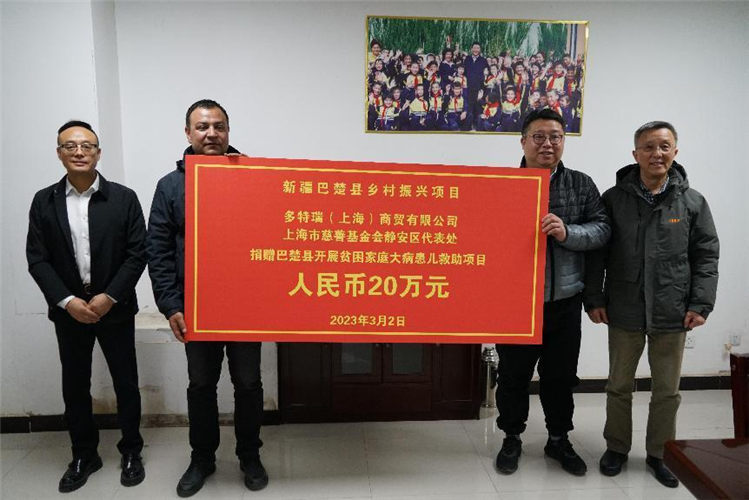 新疆巴楚县乡村振兴项目
多特瑞（上海）商贸有限公司
上海市慈善基金会静安区代表处
捐赠巴楚县开展贫困家庭大病患儿救助项目
人民币20万元
2023年3月2日